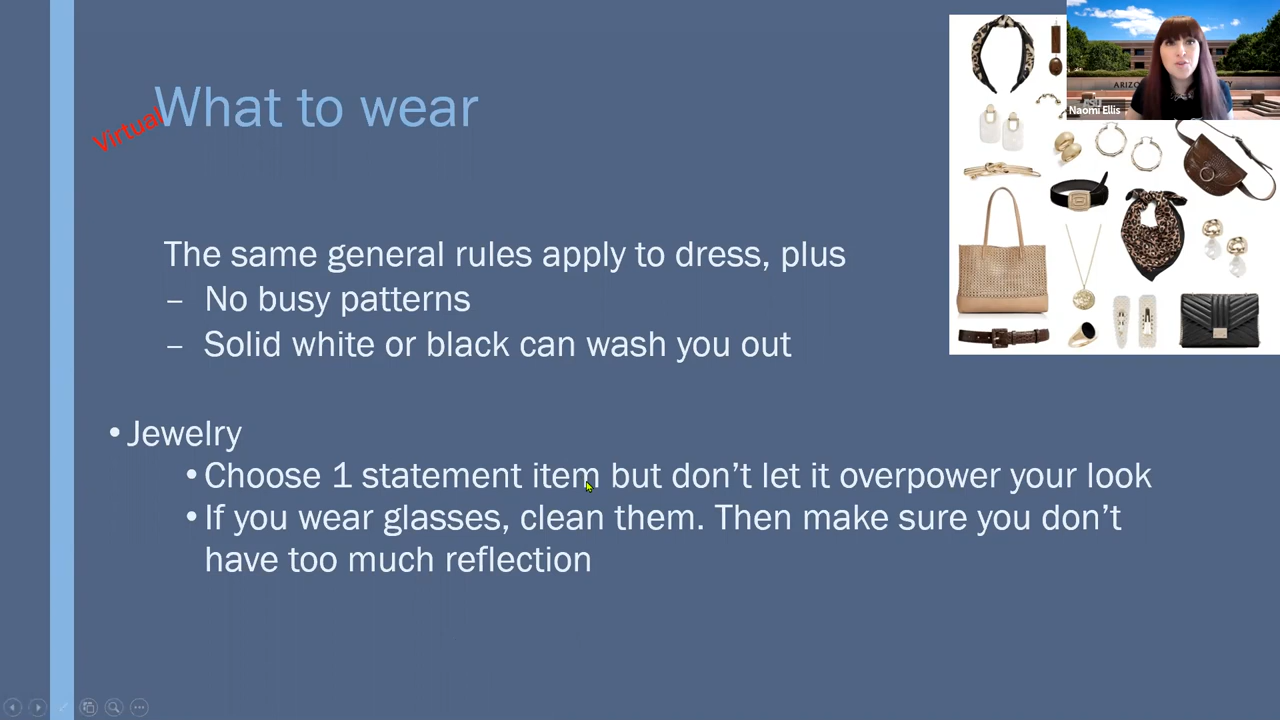 What to wear
Virtual
ARIZO
ASU
Naomi Ellis
The same general rules apply to dress, plus
– No busy patterns
– Solid white or black can wash you out
• Jewelry
• Choose 1 statement item but don’t let it overpower your look
• If you wear glasses, clean them. Then make sure you don’t
have too much reflection